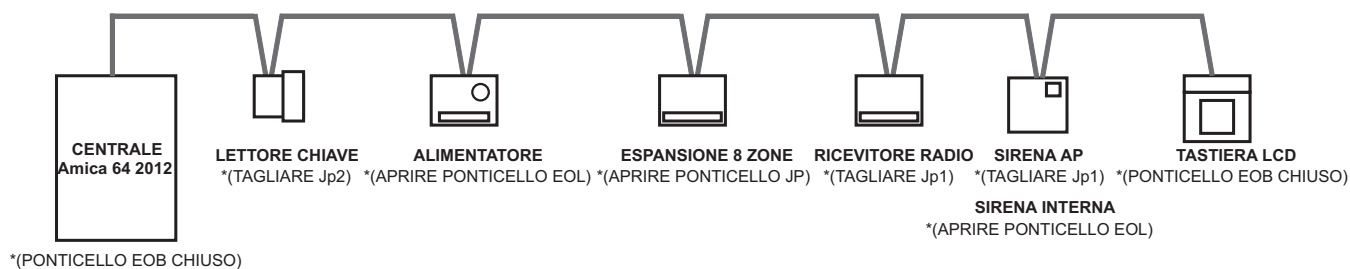 CENTRALE
Amica 64 2012
*(PONTICELLO EOB CHIUSO)
LETTORE CHIAVE
*(TAGLIARE Jp2)
ALIMENTATORE
*(APRIRE PONTICELLO EOL)
ESPANSIONE 8 ZONE
*(APRIRE PONTICELLO JP)
RICEVITORE RADIO
*(TAGLIARE Jp1)
SIRENA AP
*(TAGLIARE Jp1)
SIRENA INTERNA
*(APRIRE PONTICELLO EOL)
TASTIERA LCD
*(PONTICELLO EOB CHIUSO)